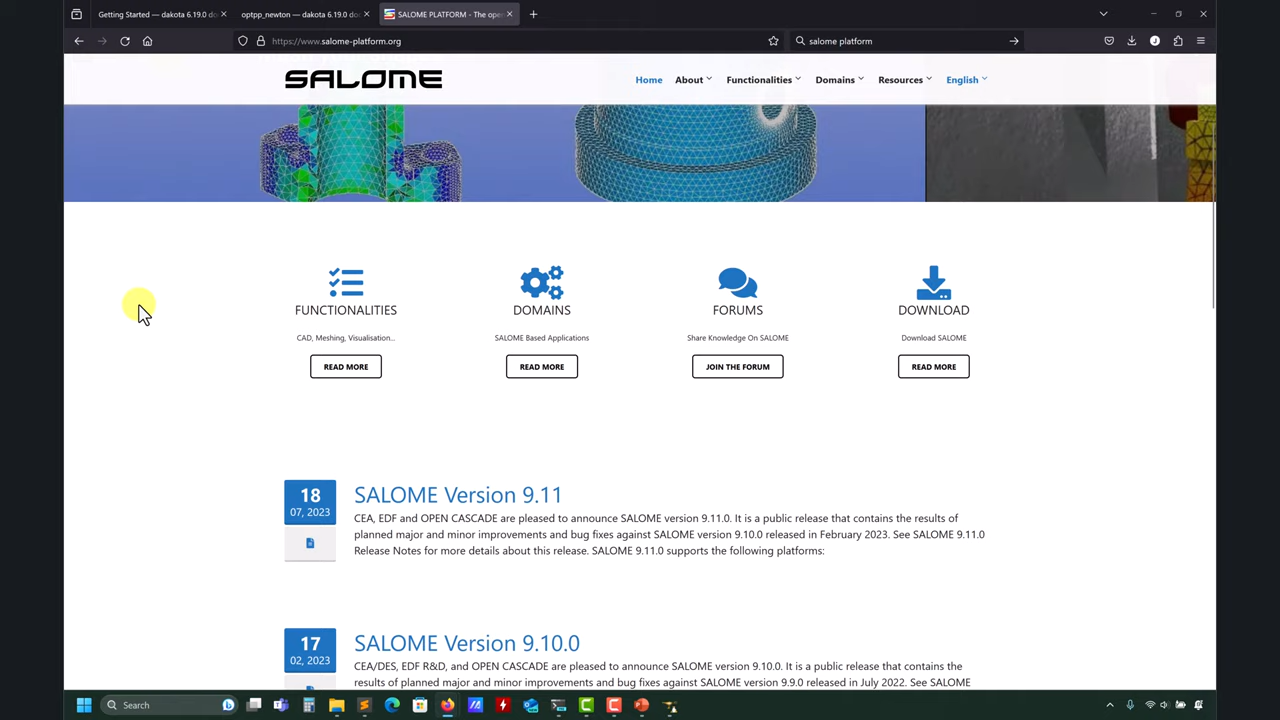 Getting Started — dakota 6.19.0 do
optpp_newton — dakota 6.19.0 do
SALOME PLATFORM - The ope
https://www.salome-platform.org
salome platform
SALOME
Home
About
Functionalities
Domains
Resources
English
FUNCTIONALITIES
CAD, Meshing, Visualisation...
READ MORE
DOMAINS
SALOME Based Applications
READ MORE
FORUMS
Share Knowledge On SALOME
JOIN THE FORUM
DOWNLOAD
Download SALOME
READ MORE
18
07, 2023
SALOME Version 9.11
CEA, EDF and OPEN CASCADE are pleased to announce SALOME version 9.11.0. It is a public release that contains the results of
planned major and minor improvements and bug fixes against SALOME version 9.10.0 released in February 2023. See SALOME 9.11.0
Release Notes for more details about this release. SALOME 9.11.0 supports the following platforms:
17
02, 2023
SALOME Version 9.10.0
CEA/DES, EDF R&D, and OPEN CASCADE are pleased to announce SALOME version 9.10.0. It is a public release that contains the
results of planned major and minor improvements and bug fixes against SALOME version 9.9.0 released in July 2022. See SALOME
Search